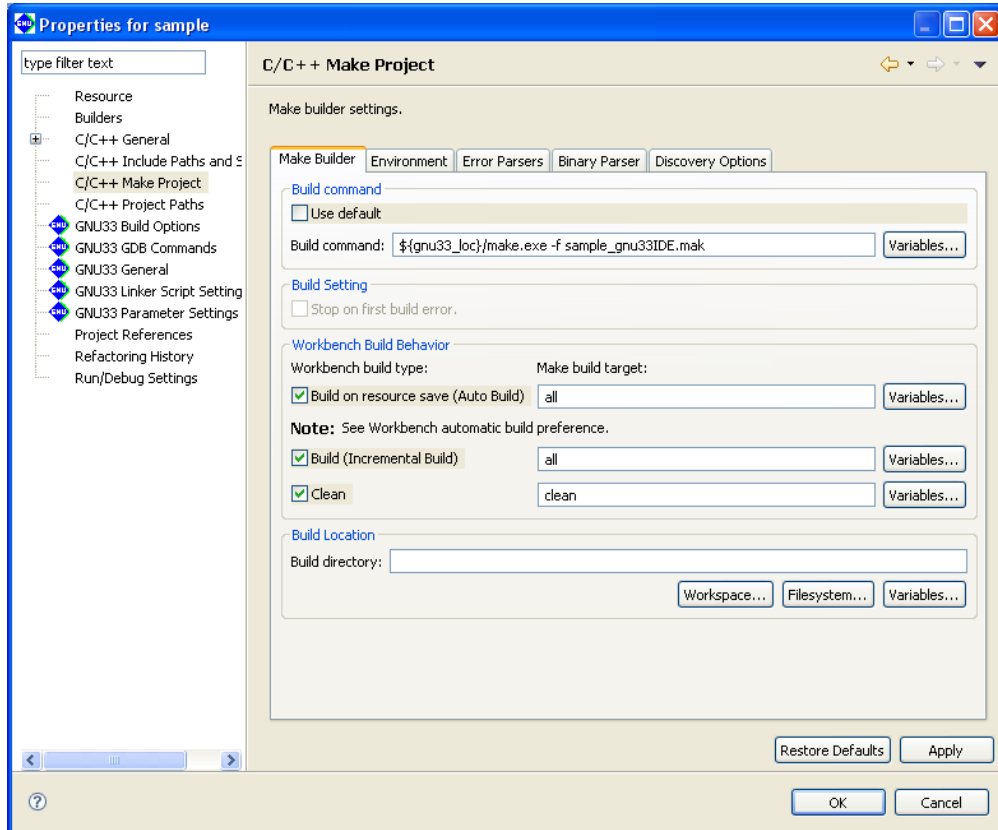 Properties for sample
type filter text
Resource
Builders
C/C++ General
C/C++ Include Paths and S
C/C++ Make Project
C/C++ Project Paths
GNU33 Build Options
GNU33 GDB Commands
GNU33 General
GNU33 Linker Script Setting
GNU33 Parameter Settings
Project References
Refactoring History
Run/Debug Settings
C/C++ Make Project
Make builder settings.
Make Builder Environment Error Parsers Binary Parser Discovery Options
Build command
Use default
Build command: ${gnu33_loc}/make.exe -f sample_gnu33IDE.mak Variables...
Build Setting
Stop on first build error.
Workbench Build Behavior
Workbench build type: Make build target:
Build on resource save (Auto Build) all Variables...
Note: See Workbench automatic build preference.
Build (Incremental Build) all Variables...
Clean clean Variables...
Build Location
Build directory:
Workspace... Filesystem... Variables...
Restore Defaults Apply
OK Cancel